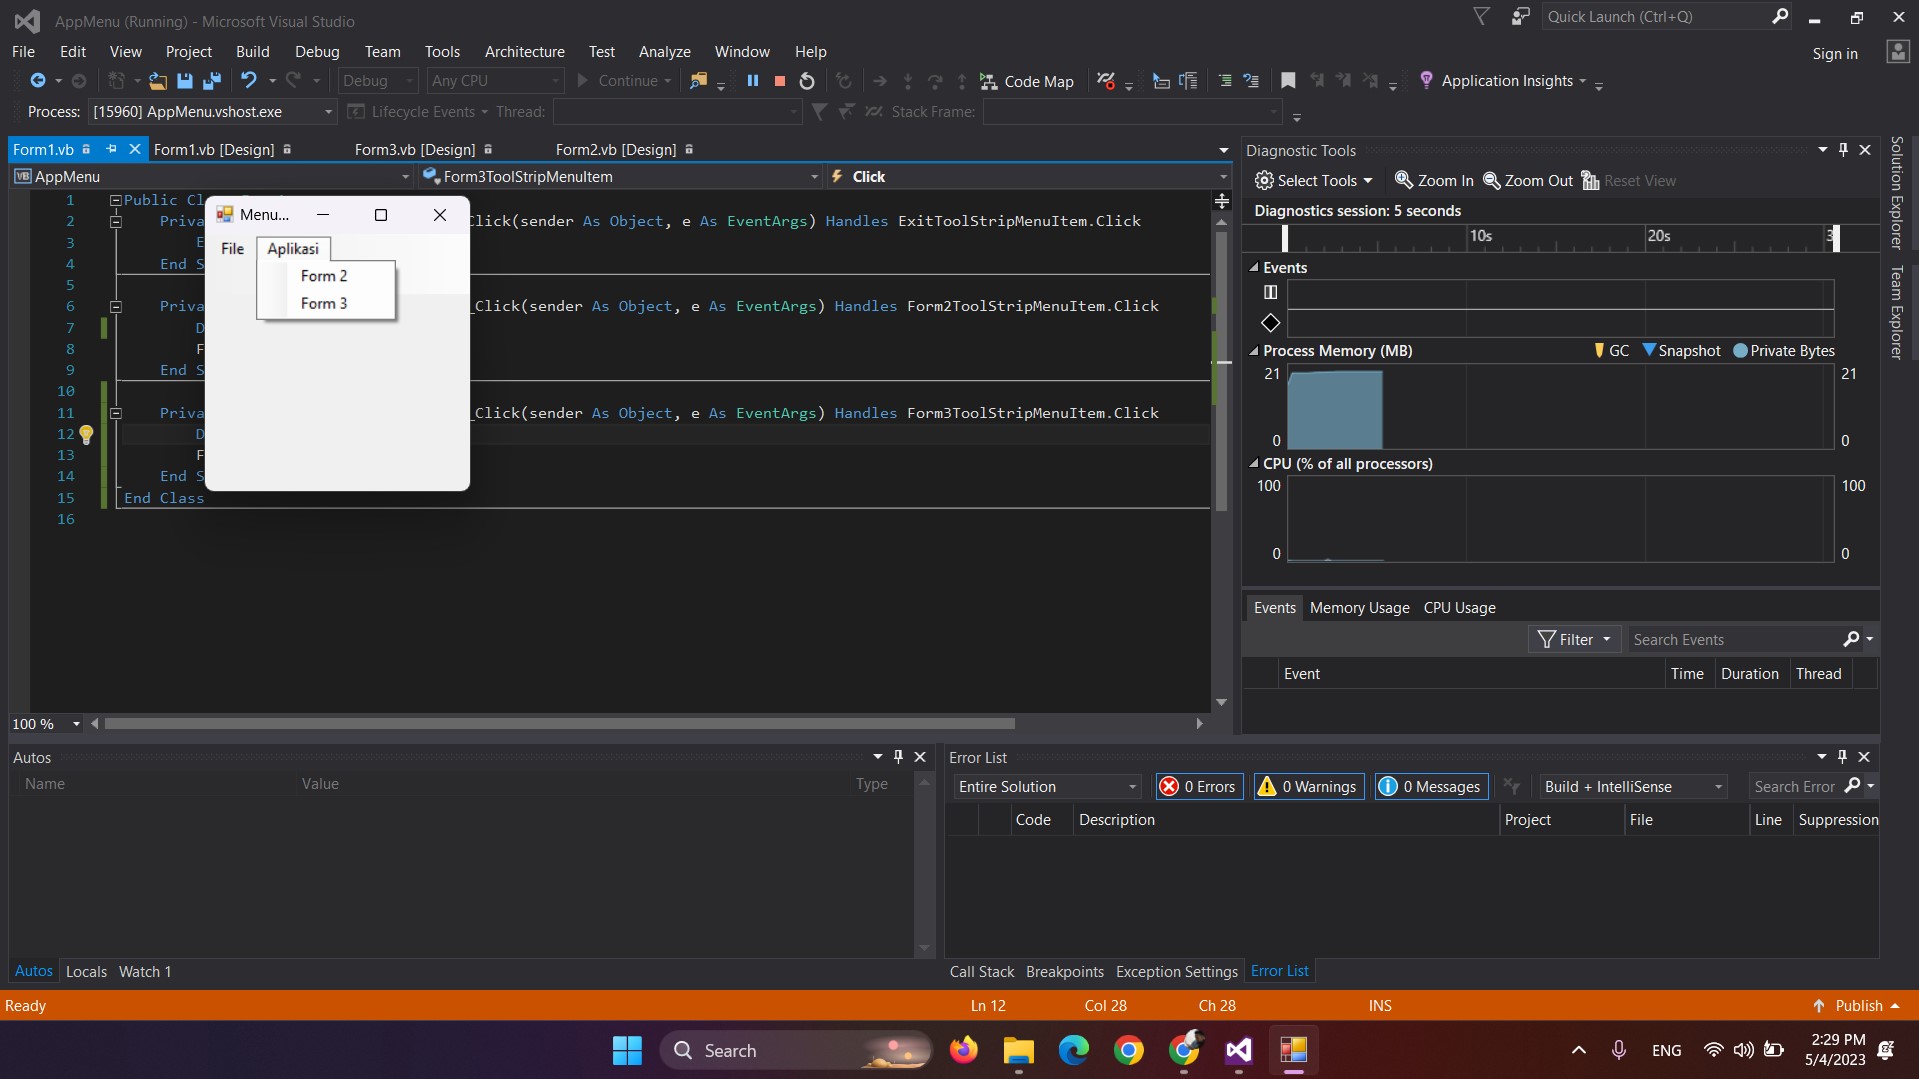 AppMenu (Running) - Microsoft Visual Studio
Quick Launch (Ctrl+Q)
File Edit View Project Build Debug Team Tools Architecture Test Analyze Window Help
Sign in
Debug Any CPU Continue Code Map Application Insights
Process: [15960] AppMenu.vshost.exe Lifecycle Events Thread: Stack Frame:
Form1.vb Form1.vb [Design] Form3.vb [Design] Form2.vb [Design]
AppMenu Form3ToolStripMenuItem Click
1 Public Cl
2 Priva Click(sender As Object, e As EventArgs) Handles ExitToolStripMenuItem.Click
3 E
4 End S
5
6 Priva _Click(sender As Object, e As EventArgs) Handles Form2ToolStripMenuItem.Click
7 D
8 F
9 End S
10
11 Priva _Click(sender As Object, e As EventArgs) Handles Form3ToolStripMenuItem.Click
12 D
13 F
14 End S
15 End Class
16
Menu...
File Aplikasi
Form 2
Form 3
100 %
Diagnostic Tools
Select Tools Zoom In Zoom Out Reset View
Diagnostics session: 5 seconds
10s 20s 3
Events
Process Memory (MB) GC Snapshot Private Bytes
21 21
0 0
CPU (% of all processors)
100 100
0 0
Events Memory Usage CPU Usage
Filter Search Events
Event Time Duration Thread
Solution Explorer
Team Explorer
Autos
Name Value Type
Autos Locals Watch 1
Error List
Entire Solution 0 Errors 0 Warnings 0 Messages Build + IntelliSense Search Error
Code Description Project File Line Suppression
Call Stack Breakpoints Exception Settings Error List
Ready Ln 12 Col 28 Ch 28 INS Publish
Search
ENG
2:29 PM
5/4/2023